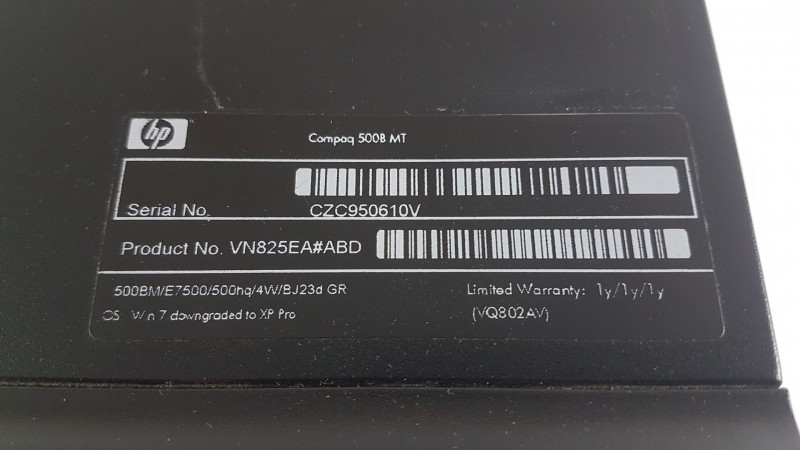 hp
Compaq 500B MT
Serial No. CZC950610V
Product No. VN825EA#ABD
500BM/E7500/500hq/4W/BJ23d GR
Limited Warranty: 1y/1y/1y
OS: Win 7 downgraded to XP Pro
(VQ802AV)